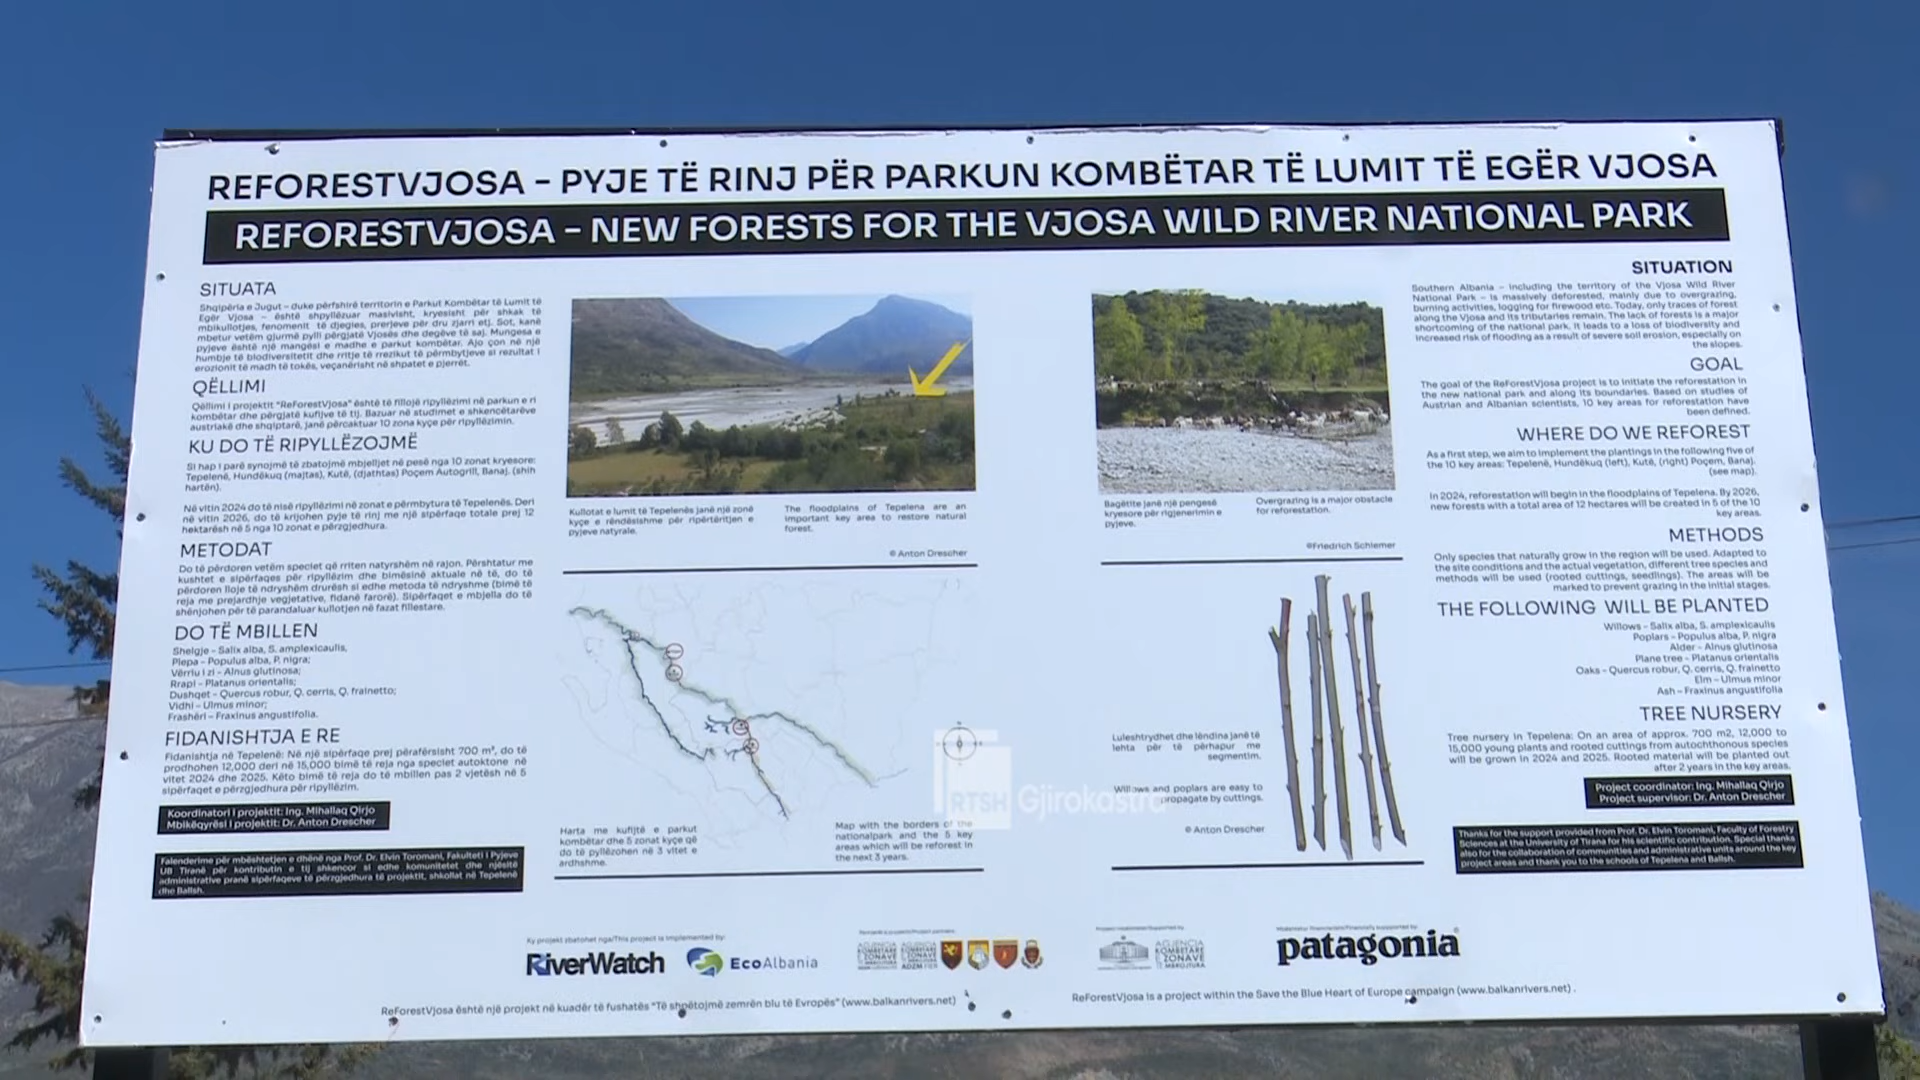 REFORESTVJOSA – PYJE TË RINJ PËR PARKUN KOMBËTAR TË LUMIT TË EGËR VJOSA
REFORESTVJOSA – NEW FORESTS FOR THE VJOSA WILD RIVER NATIONAL PARK
SITUATA
Shqipëria e Jugut – duke përfshirë territorin e Parkut Kombëtar të Lumit të
Egër Vjosa – është shpyllëzuar masivisht, kryesisht për shkak të
mbikullotjes, fenomenit të djegies, prerjeve për dru zjarri etj. Sot, kanë
mbetur vetëm gjurmë pylli përgjatë Vjosës dhe degëve të saj. Mungesa e
pyjeve është një mangësi e madhe e parkut kombëtar. Ajo çon në një
humbje të biodiversitetit dhe rritje të rrezikut të përmbytjeve si rezultat i
erozionit të madh të tokës, veçanërisht në shpatet e pjerrët.
QËLLIMI
Qëllimi i projektit "ReForestVjosa" është të fillojë ripyllëzimi në parkun e ri
kombëtar dhe përgjatë kufijve të tij. Bazuar në studimet e shkencëtarëve
austriakë dhe shqiptarë, janë përcaktuar 10 zona kyçe për ripyllëzimin.
KU DO TË RIPYLLËZOJMË
Si hap i parë synojmë të zbatojmë mbjelljet në pesë nga 10 zonat kryesore:
Tepelenë, Hundëkuq (majtas), Kutë, (djathtas) Poçem Autogrill, Banaj. (shih
hartën).
Në vitin 2024 do të nisë ripyllëzimi në zonat e përmbytura të Tepelenës. Deri
në vitin 2026, do të krijohen pyje të rinj me një sipërfaqe totale prej 12
hektarësh në 5 nga 10 zonat e përzgjedhura.
METODAT
Do të përdoren vetëm speciet që rriten natyrshëm në rajon. Përshtatur me
kushtet e sipërfaqes për ripyllëzim dhe bimësinë aktuale në të, do të
përdoren lloje të ndryshëm drurësh si edhe metoda të ndryshme (bimë të
reja me prejardhje vegjetative, fidanë farorë). Sipërfaqet e mbjella do të
shënjohen për të parandaluar kullotjen në fazat fillestare.
DO TË MBILLEN
Shelgje – Salix alba, S. amplexicaulis,
Plepa – Populus alba, P. nigra;
Vërriu i zi – Alnus glutinosa;
Rrapi – Platanus orientalis;
Dushqet – Quercus robur, Q. cerris, Q. frainetto;
Vidhi – Ulmus minor;
Frashëri – Fraxinus angustifolia.
FIDANISHTJA E RE
Fidanishtja në Tepelenë: Në një sipërfaqe prej përafërsisht 700 m², do të
prodhohen 12,000 deri në 15,000 bimë të reja nga speciet autoktone në
vitet 2024 dhe 2025. Këto bimë të reja do të mbillen pas 2 vjetësh në 5
sipërfaqet e përzgjedhura për ripyllëzim.
Koordinatori i projektit: Ing. Mihallaq Qirjo
Mbikëqyrësi i projektit: Dr. Anton Drescher
Falenderime për mbështetjen e dhënë nga Prof. Dr. Elvin Toromani, Fakulteti i Pyjeve
UB Tiranë për kontributin e tij shkencor si edhe komunitetet dhe njësitë
administrative pranë sipërfaqeve të përzgjedhura të projektit, shkollat në Tepelenë
dhe Ballsh.
Kullotat e lumit të Tepelenës janë një zonë
kyçe e rëndësishme për ripërtëritjen e
pyjeve natyrale.
The floodplains of Tepelena are an
important key area to restore natural
forest.
© Anton Drescher
Harta me kufijtë e parkut
kombëtar dhe 5 zonat kyçe që
do të pyllëzohen në 3 vitet e
ardhshme.
Map with the borders of the
nationalpark and the 5 key
areas which will be reforest in
the next 3 years.
Bagëtitë janë një pengesë
kryesore për rigjenerimin e
pyjeve.
Overgrazing is a major obstacle
for reforestation.
©Friedrich Schiemer
Luleshtrydhet dhe lëndina janë të
lehta për të përhapur me
segmentim.
Willows and poplars are easy to
propagate by cuttings.
© Anton Drescher
RTSH Gjirokastra
SITUATION
Southern Albania – including the territory of the Vjosa Wild River
National Park – is massively deforested, mainly due to overgrazing,
burning activities, logging for firewood etc. Today, only traces of forest
along the Vjosa and its tributaries remain. The lack of forests is a major
shortcoming of the national park, it leads to a loss of biodiversity and
increased risk of flooding as a result of severe soil erosion, especially on
the slopes.
GOAL
The goal of the ReForestVjosa project is to initiate the reforestation in
the new national park and along its boundaries. Based on studies of
Austrian and Albanian scientists, 10 key areas for reforestation have
been defined.
WHERE DO WE REFOREST
As a first step, we aim to implement the plantings in the following five of
the 10 key areas: Tepelenë, Hundëkuq (left), Kutë, (right) Poçem, Banaj.
(see map).
In 2024, reforestation will begin in the floodplains of Tepelena. By 2026,
new forests with a total area of 12 hectares will be created in 5 of the 10
key areas.
METHODS
Only species that naturally grow in the region will be used. Adapted to
the site conditions and the actual vegetation, different tree species and
methods will be used (rooted cuttings, seedlings). The areas will be
marked to prevent grazing in the initial stages.
THE FOLLOWING WILL BE PLANTED
Willows – Salix alba, S. amplexicaulis
Poplars – Populus alba, P. nigra
Alder – Alnus glutinosa
Plane tree – Platanus orientalis
Oaks – Quercus robur, Q. cerris, Q. frainetto
Elm – Ulmus minor
Ash – Fraxinus angustifolia
TREE NURSERY
Tree nursery in Tepelena: On an area of approx. 700 m2, 12,000 to
15,000 young plants and rooted cuttings from autochthonous species
will be grown in 2024 and 2025. Rooted material will be planted out
after 2 years in the key areas.
Project coordinator: Ing. Mihallaq Qirjo
Project supervisor: Dr. Anton Drescher
Thanks for the support provided from Prof. Dr. Elvin Toromani, Faculty of Forestry
Sciences at the University of Tirana for his scientific contribution. Special thanks
also for the collaboration of communities and administrative units around the key
project areas and thank you to the schools of Tepelena and Ballsh.
Ky projekt zbatohet nga/This project is implemented by:
RiverWatch
EcoAlbania
AGJENCIA KOMBËTARE E ZONAVE TË MBROJTURA
AGJENCIA KOMBËTARE E ZONAVE TË MBROJTURA
ADZM FIER
AGJENCIA KOMBËTARE E ZONAVE TË MBROJTURA
patagonia
ReForestVjosa është një projekt në kuadër të fushatës "Të shpëtojmë zemrën blu të Evropës" (www.balkanrivers.net)
ReForestVjosa is a project within the Save the Blue Heart of Europe campaign (www.balkanrivers.net) .